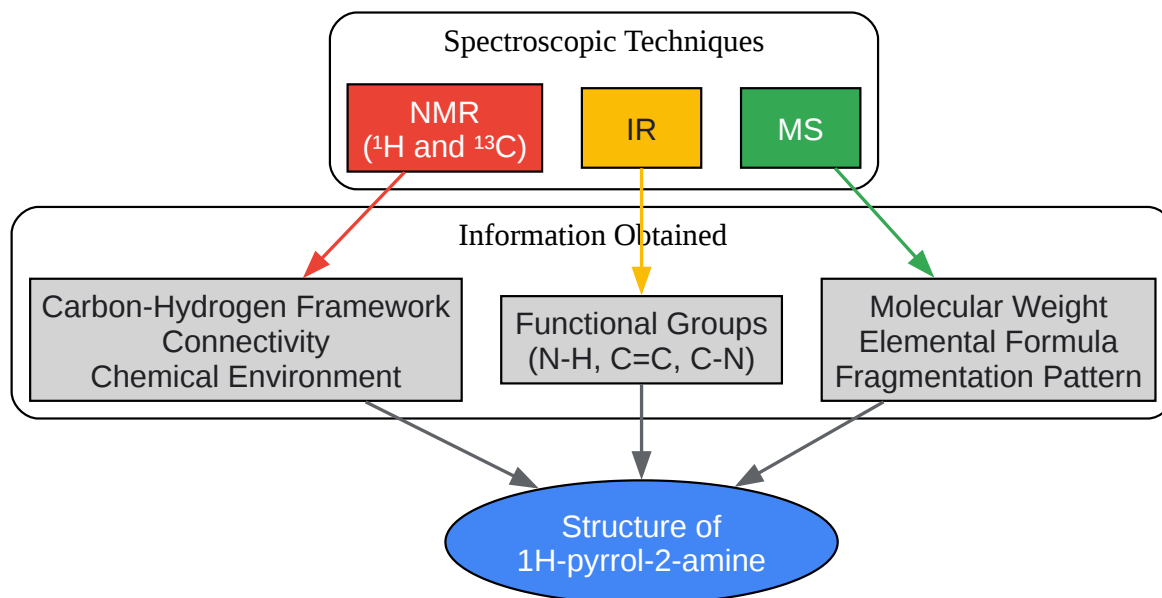 Spectroscopic Techniques
NMR
(¹H and ¹³C)
IR
MS
Information Obtained
Carbon-Hydrogen Framework
Connectivity
Chemical Environment
Functional Groups
(N-H, C=C, C-N)
Molecular Weight
Elemental Formula
Fragmentation Pattern
Structure of
1H-pyrrol-2-amine